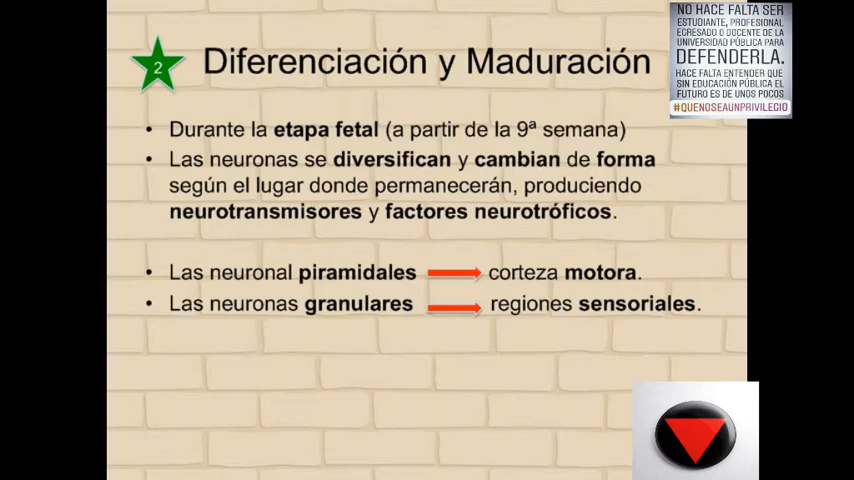 NO HACE FALTA SER
ESTUDIANTE, PROFESIONAL
EGRESADO O DOCENTE DE LA
UNIVERSIDAD PÚBLICA PARA
DEFENDERLA.
HACE FALTA ENTENDER QUE
SIN EDUCACIÓN PÚBLICA EL
FUTURO ES DE UNOS POCOS
#QUENOSEAUNPRIVILEGIO
2
Diferenciación y Maduración
• Durante la etapa fetal (a partir de la 9ª semana)
• Las neuronas se diversifican y cambian de forma
según el lugar donde permanecerán, produciendo
neurotransmisores y factores neurotróficos.
• Las neuronal piramidales corteza motora.
• Las neuronas granulares regiones sensoriales.